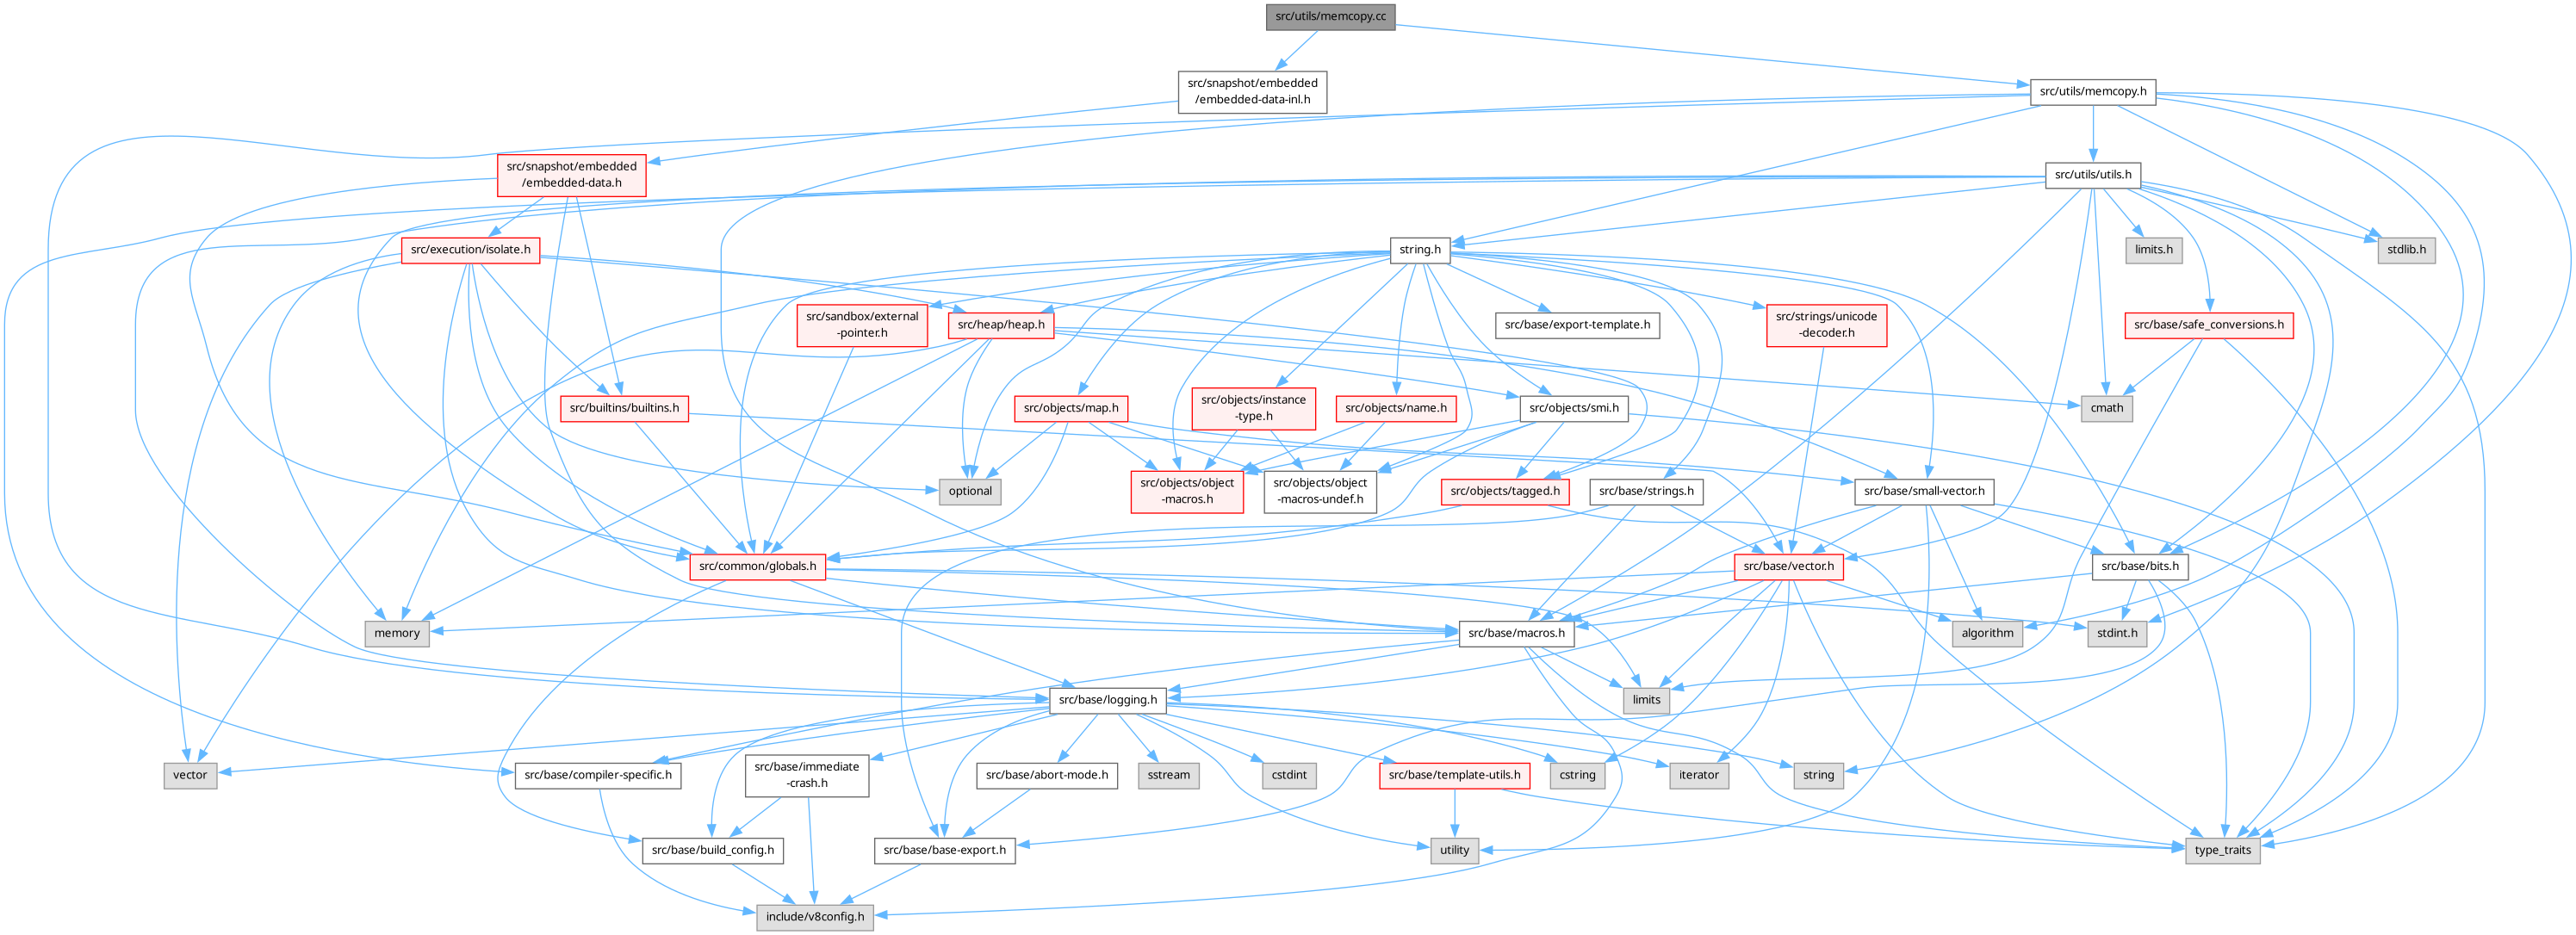 src/utils/memcopy.cc
src/snapshot/embedded
/embedded-data-inl.h
src/utils/memcopy.h
src/snapshot/embedded
/embedded-data.h
src/utils/utils.h
src/execution/isolate.h
string.h
limits.h
stdlib.h
src/sandbox/external
-pointer.h
src/heap/heap.h
src/base/export-template.h
src/strings/unicode
-decoder.h
src/base/safe_conversions.h
src/builtins/builtins.h
src/objects/map.h
src/objects/instance
-type.h
src/objects/name.h
src/objects/smi.h
cmath
optional
src/objects/object
-macros.h
src/objects/object
-macros-undef.h
src/objects/tagged.h
src/base/strings.h
src/base/small-vector.h
src/common/globals.h
src/base/vector.h
src/base/bits.h
memory
src/base/macros.h
algorithm
stdint.h
src/base/logging.h
limits
vector
src/base/compiler-specific.h
src/base/immediate
-crash.h
src/base/abort-mode.h
sstream
cstdint
src/base/template-utils.h
cstring
iterator
string
src/base/build_config.h
src/base/base-export.h
utility
type_traits
include/v8config.h